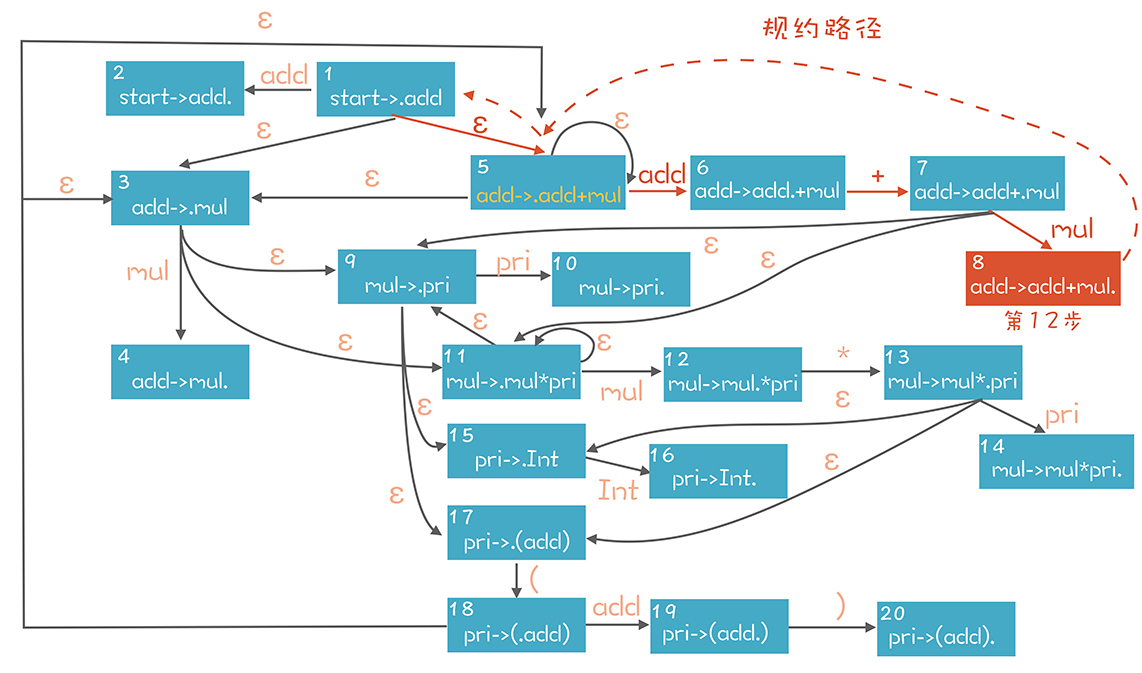 ε
规约路径
2
start->add.
add
1
start->.add
ε
ε
ε
3
add->.mul
ε
ε
5
add->.add+mul
add
6
add->add.+mul
+
7
add->add+.mul
mul
8
add->add+mul.
第12步
ε
ε
mul
ε
9
mul->.pri
pri
10
mul->pri.
4
add->mul.
ε
ε
ε
11
mul->.mul*pri
mul
12
mul->mul.*pri
*
13
mul->mul*.pri
pri
14
mul->mul*pri.
ε
ε
ε
15
pri->.Int
Int
16
pri->Int.
ε
17
pri->.(add)
(
18
pri->(.add)
add
19
pri->(add.)
)
20
pri->(add).